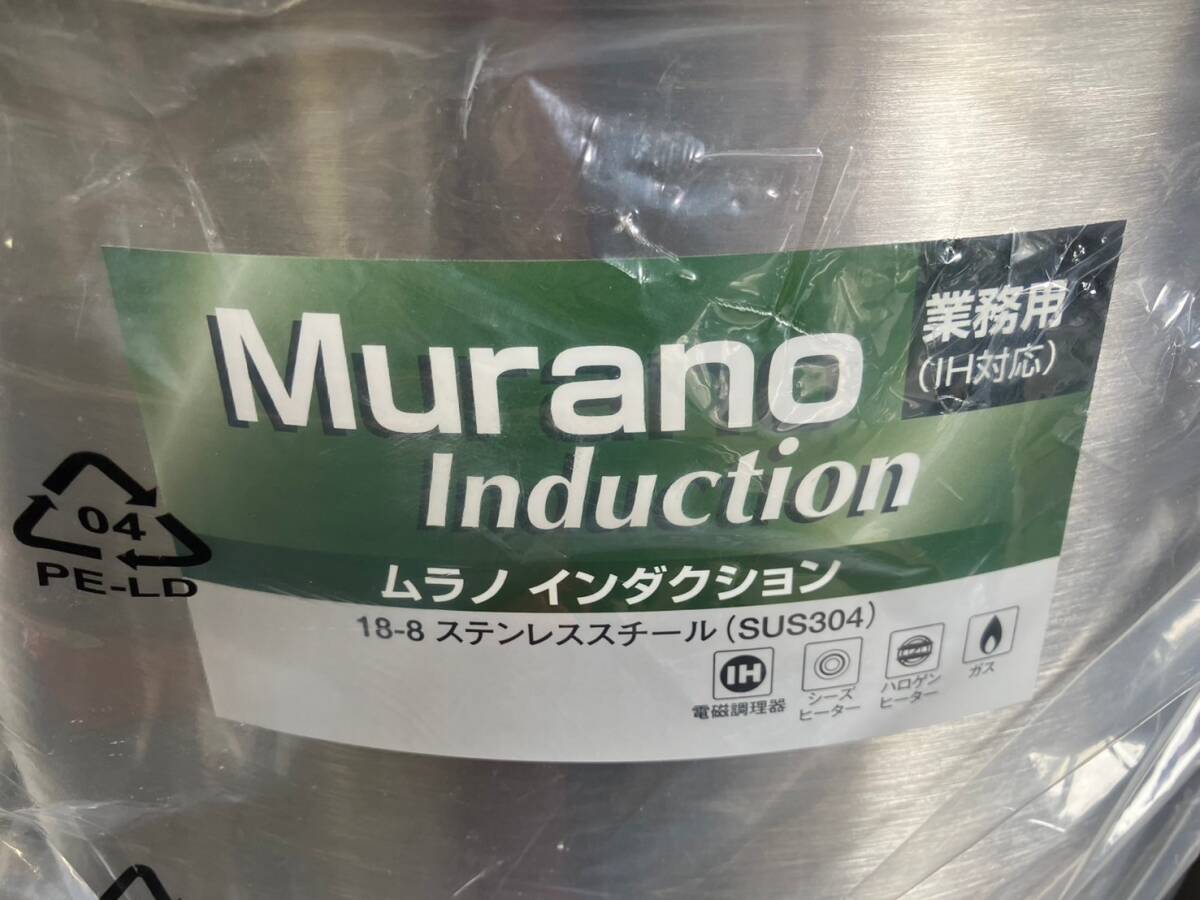 Murano
Induction
業務用
(IH対応)
ムラノ インダクション
18-8 ステンレススチール(SUS304)
IH
電磁調理器
シーズ
ヒーター
ハロゲン
ヒーター
ガス
04
PE-LD